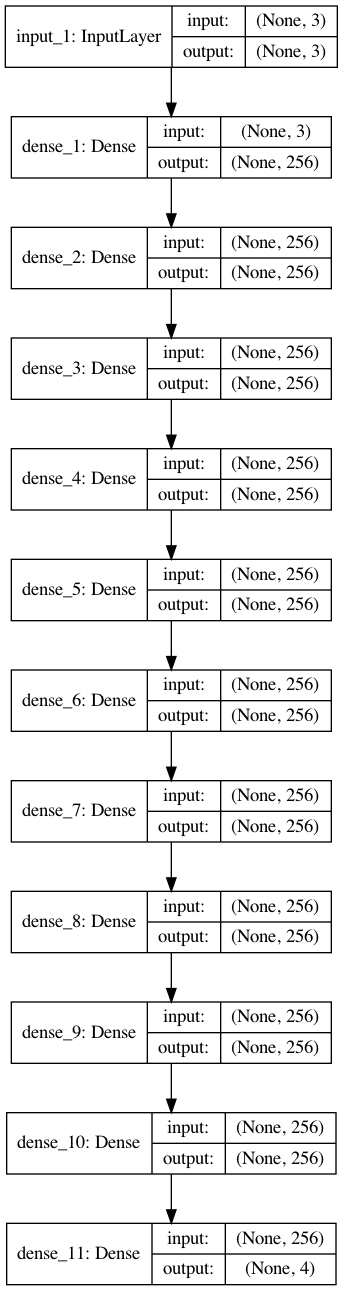 input_1: InputLayer
input: (None, 3)
output: (None, 3)
dense_1: Dense
input: (None, 3)
output: (None, 256)
dense_2: Dense
input: (None, 256)
output: (None, 256)
dense_3: Dense
input: (None, 256)
output: (None, 256)
dense_4: Dense
input: (None, 256)
output: (None, 256)
dense_5: Dense
input: (None, 256)
output: (None, 256)
dense_6: Dense
input: (None, 256)
output: (None, 256)
dense_7: Dense
input: (None, 256)
output: (None, 256)
dense_8: Dense
input: (None, 256)
output: (None, 256)
dense_9: Dense
input: (None, 256)
output: (None, 256)
dense_10: Dense
input: (None, 256)
output: (None, 256)
dense_11: Dense
input: (None, 256)
output: (None, 4)